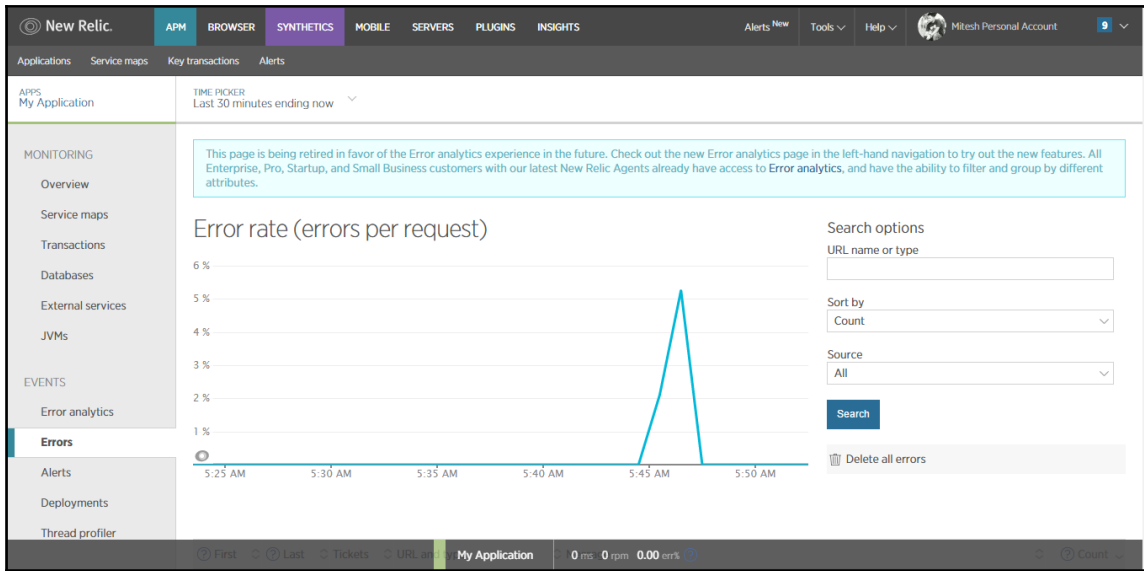 New Relic.
APM BROWSER SYNTHETICS MOBILE SERVERS PLUGINS INSIGHTS Alerts New Tools Help Mitesh Personal Account 9
Applications Service maps Key transactions Alerts
APPS
My Application
TIME PICKER
Last 30 minutes ending now
MONITORING
Overview
Service maps
Transactions
Databases
External services
JVMs
EVENTS
Error analytics
Errors
Alerts
Deployments
Thread profiler
This page is being retired in favor of the Error analytics experience in the future. Check out the new Error analytics page in the left-hand navigation to try out the new features. All
Enterprise, Pro, Startup, and Small Business customers with our latest New Relic Agents already have access to Error analytics, and have the ability to filter and group by different
attributes.
Error rate (errors per request)
6 %
5 %
4 %
3 %
2 %
1 %
5:25 AM 5:30 AM 5:35 AM 5:40 AM 5:45 AM 5:50 AM
Search options
URL name or type
Sort by
Count
Source
All
Search
Delete all errors
First Last Tickets URL and My Application 0 ms 0 rpm 0.00 err% Count